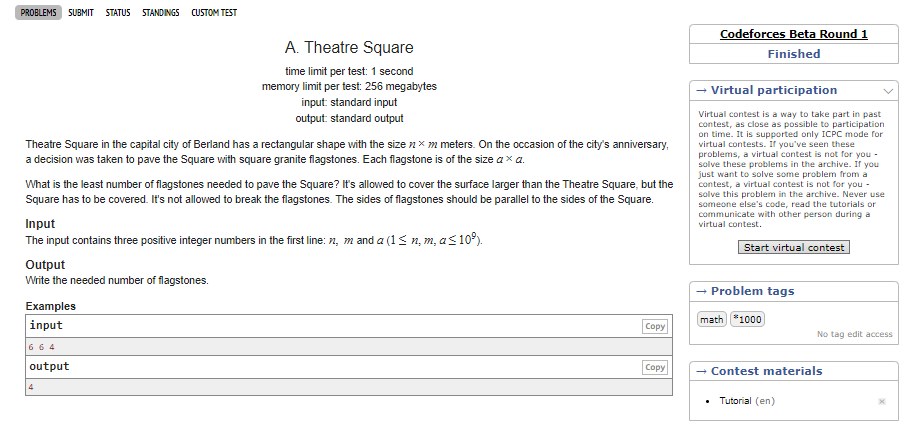 PROBLEMS SUBMIT STATUS STANDINGS CUSTOM TEST
A. Theatre Square
time limit per test: 1 second
memory limit per test: 256 megabytes
input: standard input
output: standard output
Theatre Square in the capital city of Berland has a rectangular shape with the size n × m meters. On the occasion of the city's anniversary,
a decision was taken to pave the Square with square granite flagstones. Each flagstone is of the size a × a.
What is the least number of flagstones needed to pave the Square? It's allowed to cover the surface larger than the Theatre Square, but the
Square has to be covered. It's not allowed to break the flagstones. The sides of flagstones should be parallel to the sides of the Square.
Input
The input contains three positive integer numbers in the first line: n, m and a (1 ≤ n, m, a ≤ 10⁹).
Output
Write the needed number of flagstones.
Examples
input
Copy
6 6 4
output
Copy
4
Codeforces Beta Round 1
Finished
→ Virtual participation
Virtual contest is a way to take part in past
contest, as close as possible to participation
on time. It is supported only ICPC mode for
virtual contests. If you've seen these
problems, a virtual contest is not for you -
solve these problems in the archive. If you
just want to solve some problem from a
contest, a virtual contest is not for you -
solve this problem in the archive. Never use
someone else's code, read the tutorials or
communicate with other person during a
virtual contest.
Start virtual contest
→ Problem tags
math *1000
No tag edit access
→ Contest materials
• Tutorial (en)